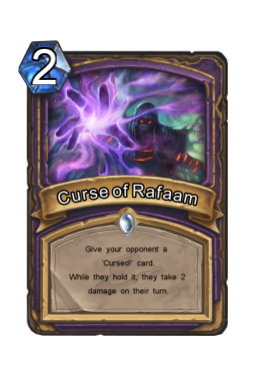 2
Curse of Rafaam
Give your opponent a
'Cursed!' card.
While they hold it, they take 2
damage on their turn.